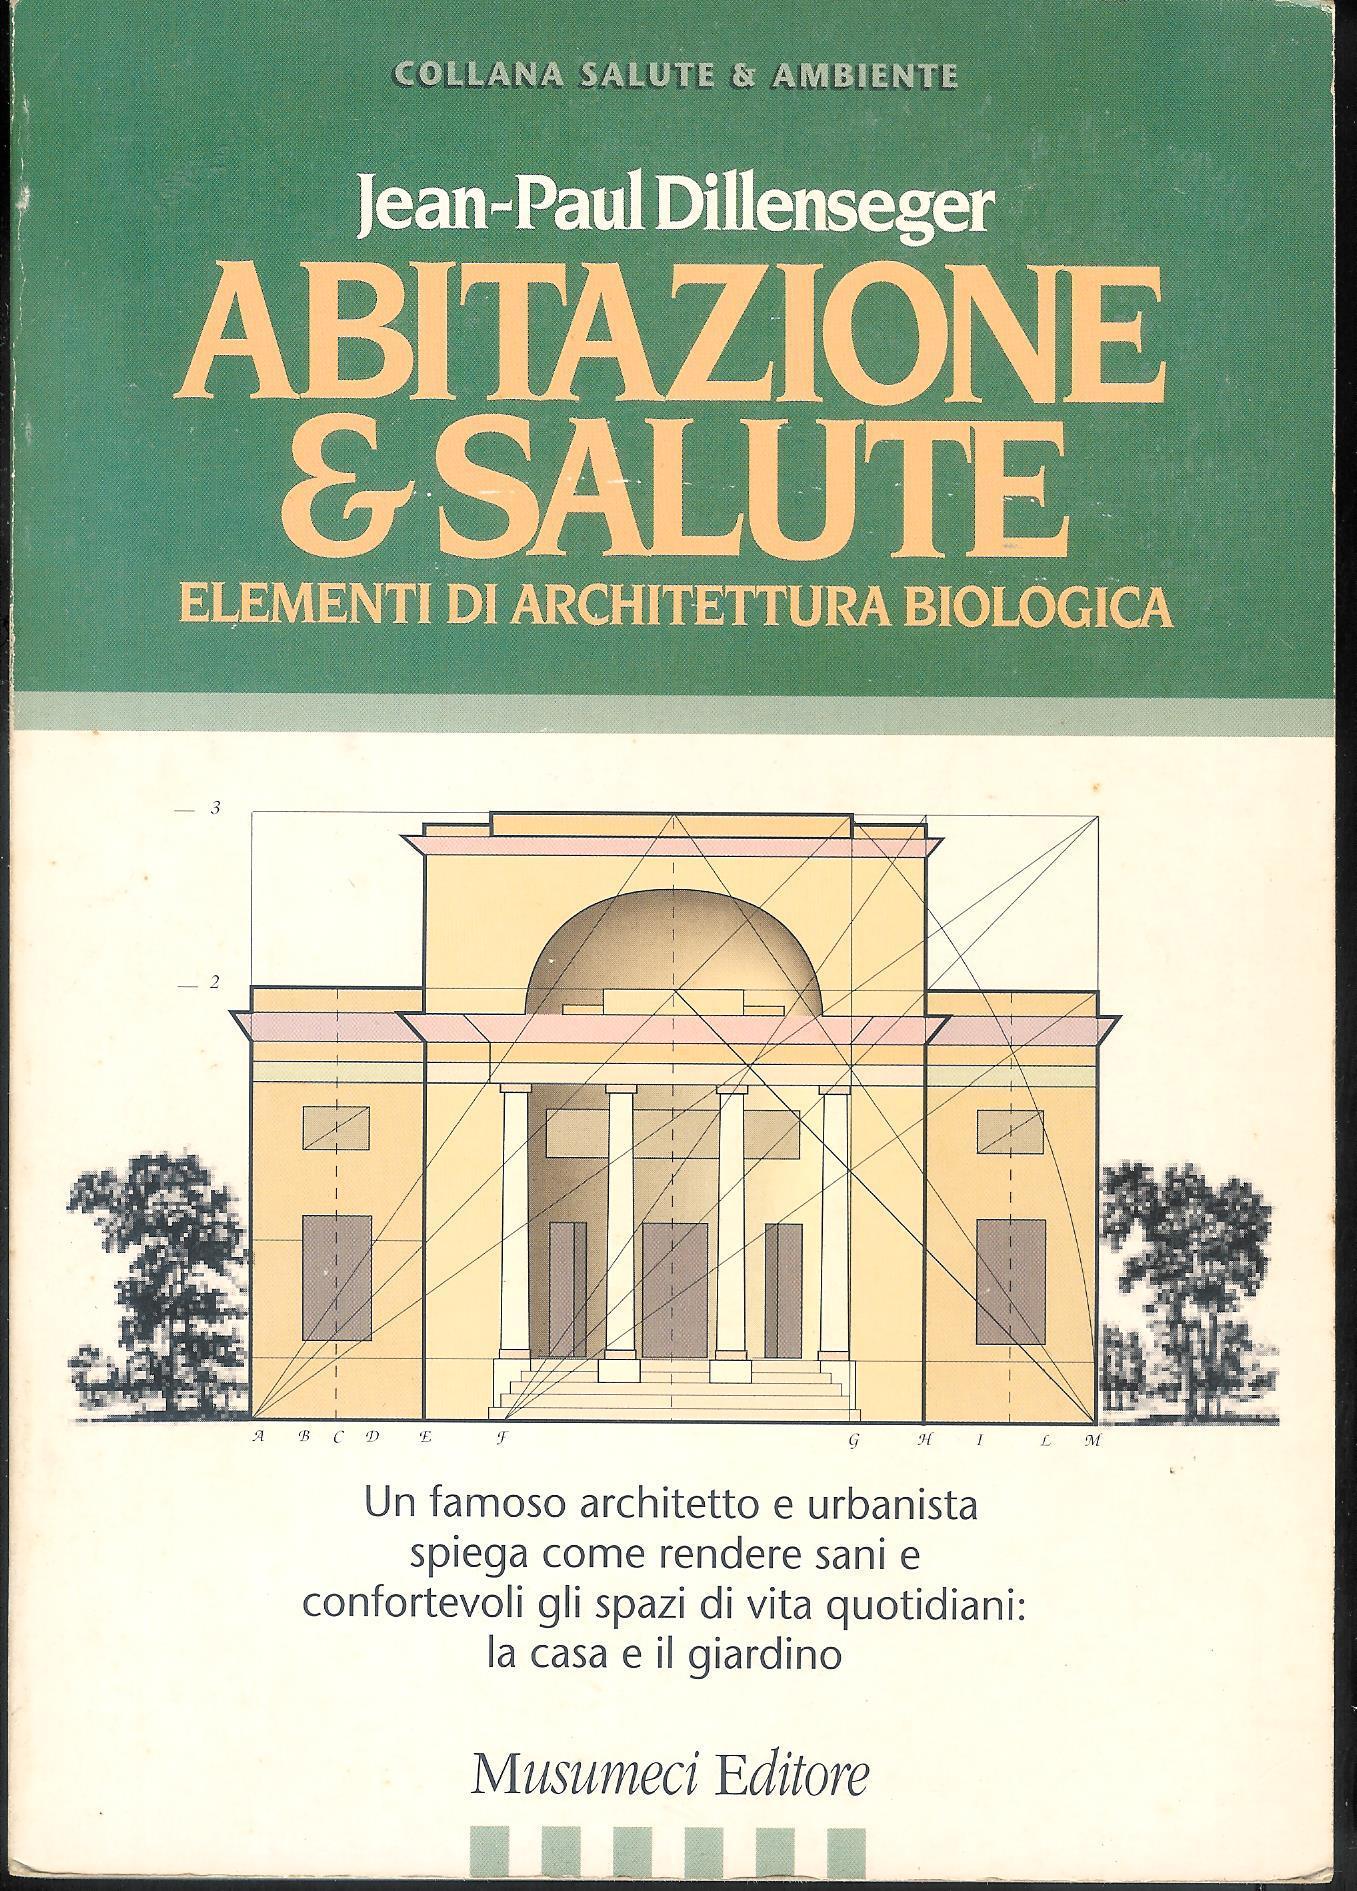 COLLANA SALUTE & AMBIENTE
Jean-Paul Dillenseger
ABITAZIONE
& SALUTE
ELEMENTI DI ARCHITETTURA BIOLOGICA
3
2
A B C D E F G H I L M
Un famoso architetto e urbanista
spiega come rendere sani e
confortevoli gli spazi di vita quotidiani:
la casa e il giardino
Musumeci Editore